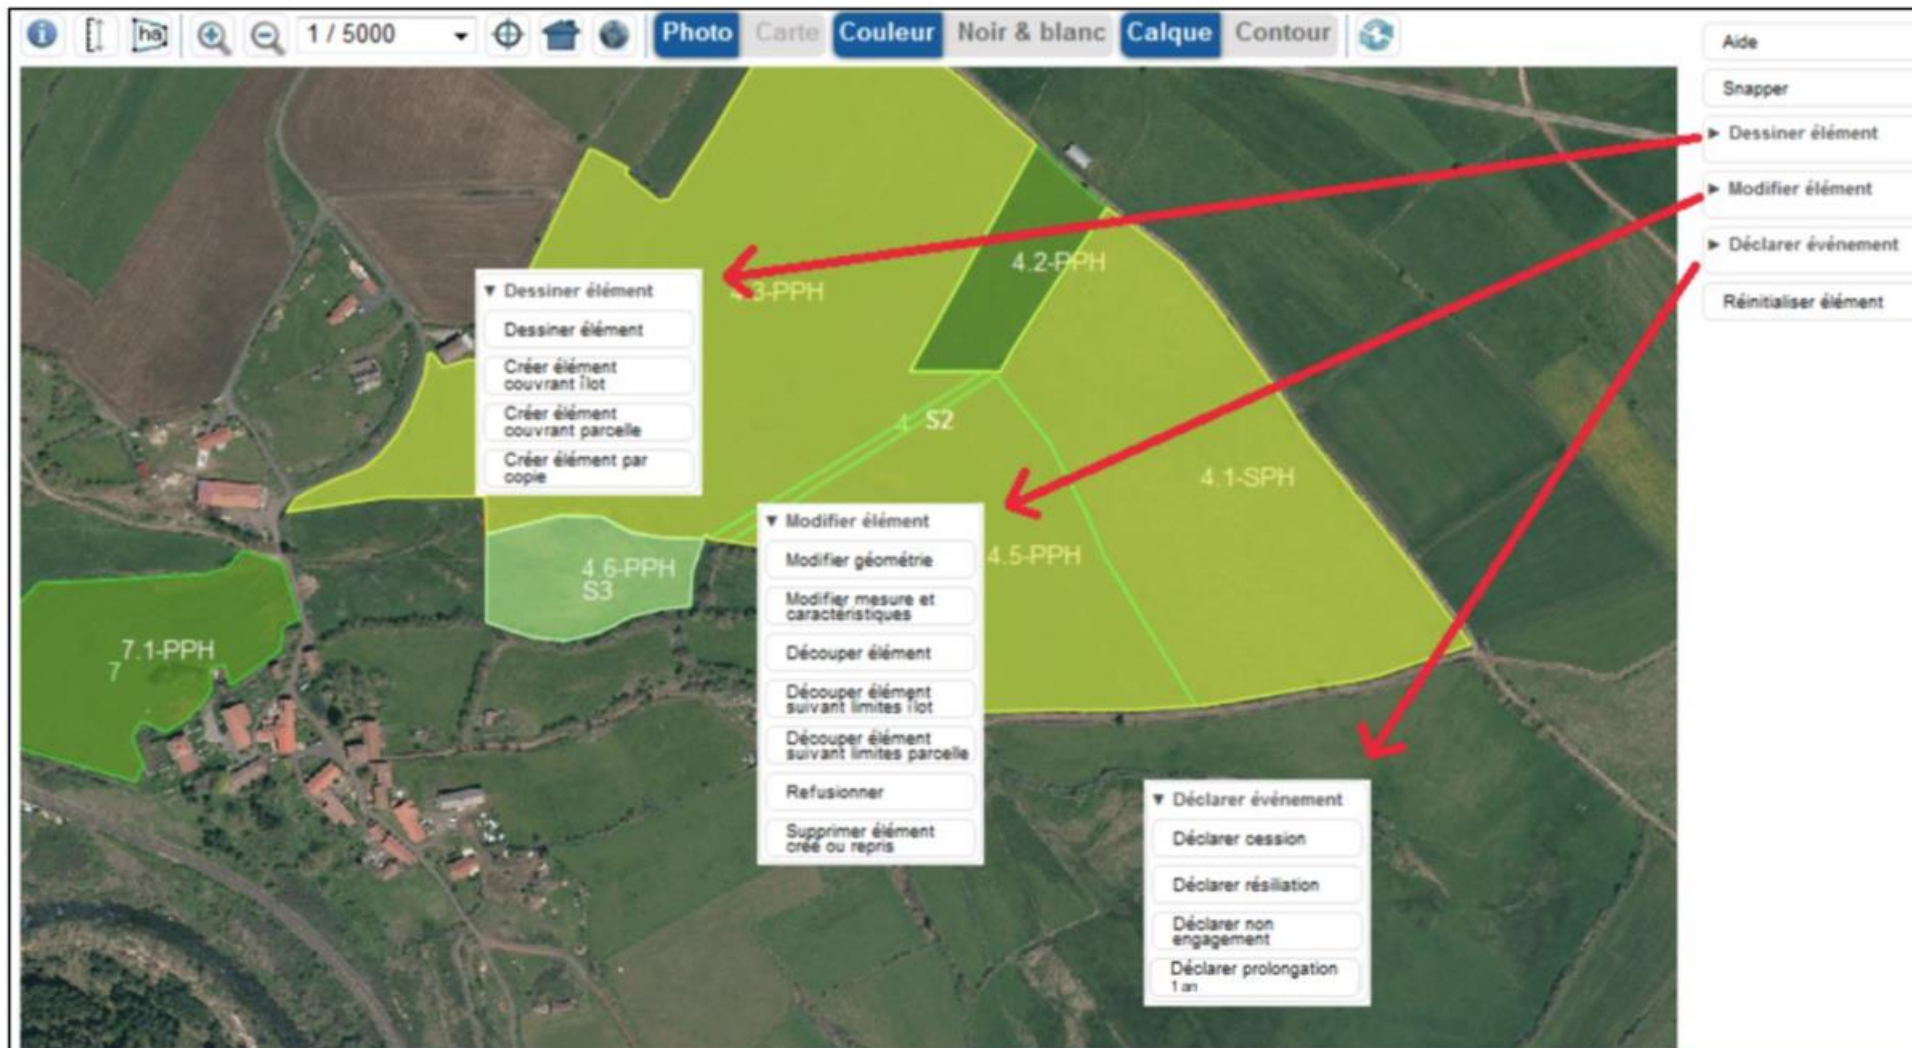 ha
1 / 5000
Photo
Carte
Couleur
Noir & blanc
Calque
Contour
Aide
Snapper
► Dessiner élément
► Modifier élément
► Déclarer événement
Réinitialiser élément
4.2-PPH
4.3-PPH
▼ Dessiner élément
Dessiner élément
Créer élément
couvrant îlot
Créer élément
couvrant parcelle
Créer élément par
copie
4 S2
4.1-SPH
▼ Modifier élément
Modifier géométrie
Modifier mesure et
caractéristiques
Découper élément
Découper élément
suivant limites îlot
Découper élément
suivant limites parcelle
Refusionner
Supprimer élément
créé ou repris
4.5-PPH
4.6-PPH
S3
7.1-PPH
7
▼ Déclarer événement
Déclarer cession
Déclarer résiliation
Déclarer non
engagement
Déclarer prolongation
1 an